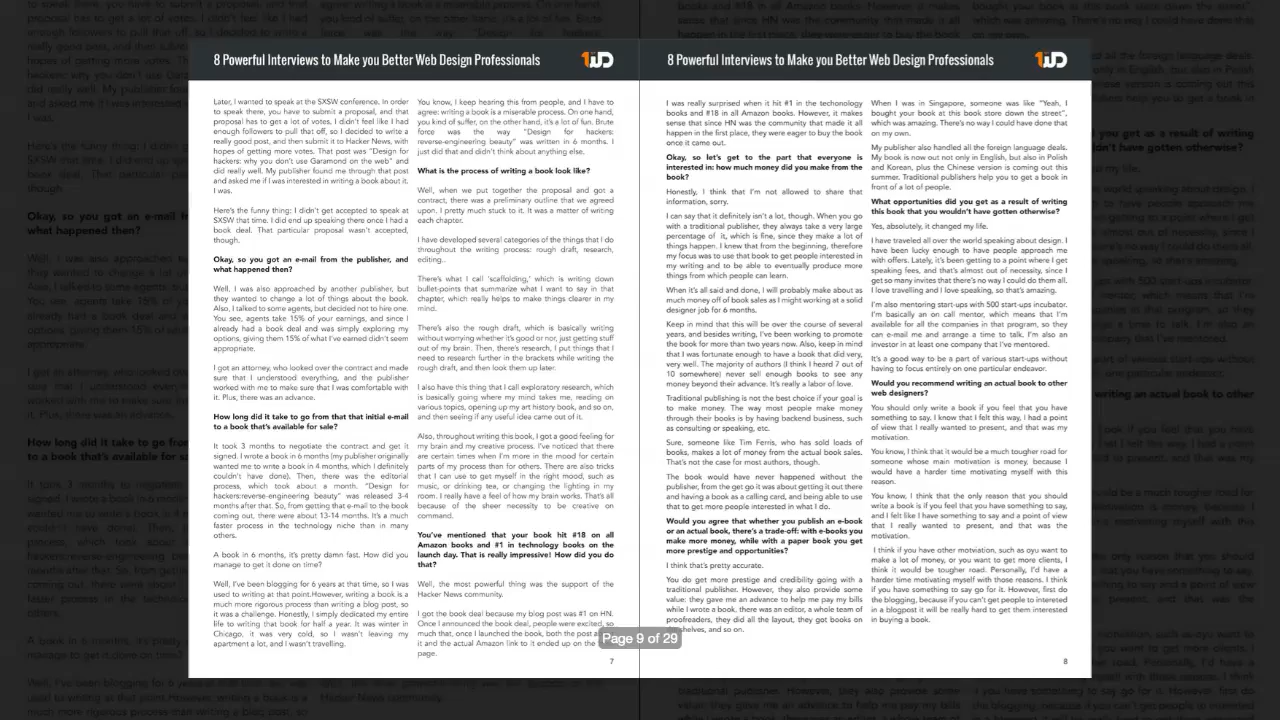 8 Powerful Interviews to Make you Better Web Design Professionals
1WD
Later, I wanted to speak at the SXSW conference. In order
to speak there, you have to submit a proposal, and that
proposal has to get a lot of votes. I didn't feel like I had
enough followers to pull that off, so I decided to write a
really good post, and then submit it to Hacker News, with
hopes of getting more votes. That post was "Design for
hackers: why you don't use Garamond on the web" and
did really well. My publisher found me through that post
and asked me if I was interested in writing a book about it.
I was.
Here's the funny thing: I didn't get accepted to speak at
SXSW that time. I did end up speaking there once I had a
book deal. That particular proposal wasn't accepted,
though.
Okay, so you got an e-mail from the publisher, and
what happened then?
Well, I was also approached by another publisher, but
they wanted to change a lot of things about the book.
Also, I talked to some agents, but decided not to hire one.
You see, agents take 15% of your earnings, and since I
already had a book deal and was simply exploring my
options, giving them 15% of what I've earned didn't seem
appropriate.
I got an attorney, who looked over the contract and made
sure that I understood everything, and the publisher
worked with me to make sure that I was comfortable with
it. Plus, there was an advance.
How long did it take to go from that that initial e-mail
to a book that's available for sale?
It took 3 months to negotiate the contract and get it
signed. I wrote a book in 6 months (my publisher originally
wanted me to write a book in 4 months, which I definitely
couldn't have done). Then, there was the editorial
process, which took about a month. "Design for
hackers:reverse-engineering beauty" was released 3-4
months after that. So, from getting that e-mail to the book
coming out, there were about 13-14 months. It's a much
faster process in the technology niche than in many
others.
A book in 6 months, it's pretty damn fast. How did you
manage to get it done on time?
Well, I've been blogging for 6 years at that time, so I was
used to writing at that point.However, writing a book is a
much more rigorous process than writing a blog post, so
it was a challenge. Honestly, I simply dedicated my entire
life to writing that book for half a year. It was winter in
Chicago, it was very cold, so I wasn't leaving my
apartment a lot, and I wasn't travelling.
You know, I keep hearing this from people, and I have to
agree: writing a book is a miserable process. On one hand,
you kind of suffer, on the other hand, it's a lot of fun. Brute
force was the way "Design for hackers:
reverse-engineering beauty" was written in 6 months. I
just did that and didn't think about anything else.
What is the process of writing a book look like?
Well, when we put together the proposal and got a
contract, there was a preliminary outline that we agreed
upon. I pretty much stuck to it. It was a matter of writing
each chapter.
I have developed several categories of the things that I do
throughout the writing process: rough draft, research,
editing..
There's what I call 'scaffolding,' which is writing down
bullet-points that summarize what I want to say in that
chapter, which really helps to make things clearer in my
mind.
There's also the rough draft, which is basically writing
without worrying whether it's good or nor, just getting stuff
out of my brain. Then, there's research, I put things that I
need to research further in the brackets while writing the
rough draft, and then look them up later.
I also have this thing that I call exploratory research, which
is basically going where my mind takes me, reading on
various topics, opening up my art history book, and so on,
and then seeing if any useful idea came out of it.
Also, throughout writing this book, I got a good feeling for
my brain and my creative process. I've noticed that there
are certain times when I'm more in the mood for certain
parts of my process than for others. There are also tricks
that I can use to get myself in the right mood, such as
music, or drinking tea, or changing the lighting in my
room. I really have a feel of how my brain works. That's all
because of the sheer necessity to be creative on
command.
You've mentioned that your book hit #18 on all
Amazon books and #1 in technology books on the
launch day. That is really impressive! How did you do
that?
Well, the most powerful thing was the support of the
Hacker News community.
I got the book deal because my blog post was #1 on HN.
Once I announced the book deal, people were excited, so
much that, once I launched the book, both the post a
it and the actual Amazon link to it ended up on the
page.
7
8 Powerful Interviews to Make you Better Web Design Professionals
1WD
I was really surprised when it hit #1 in the techonology
books and #18 in all Amazon books. However, it makes
sense that since HN was the community that made it all
happen in the first place, they were eager to buy the book
once it came out.
Okay, so let's get to the part that everyone is
interested in: how much money did you make from the
book?
Honestly, I think that I'm not allowed to share that
information, sorry.
I can say that it definitely isn't a lot, though. When you go
with a traditional publisher, they always take a very large
percentage of it, which is fine, since they make a lot of
things happen. I knew that from the beginning, therefore
my focus was to use that book to get people interested in
my writing and to be able to eventually produce more
things from which people can learn.
When it's all said and done, I will probably make about as
much money off of book sales as I might working at a solid
designer job for 6 months.
Keep in mind that this will be over the course of several
years, and besides writing, I've been working to promote
the book for more than two years now. Also, keep in mind
that I was fortunate enough to have a book that did very,
very well. The majority of authors (I think I heard 7 out of
10 somewhere) never sell enough books to see any
money beyond their advance. It's really a labor of love.
Traditional publishing is not the best choice if your goal is
to make money. The way most people make money
through their books is by having backend business, such
as consulting or speaking, etc.
Sure, someone like Tim Ferris, who has sold loads of
books, makes a lot of money from the actual book sales.
That's not the case for most authors, though.
The book would have never happened without the
publisher, from the get go it was about getting it out there
and having a book as a calling card, and being able to use
that to get more people interested in what I do.
Would you agree that whether you publish an e-book
or an actual book, there's a trade-off: with e-books you
make more money, while with a paper book you get
more prestige and opportunities?
I think that's pretty accurate.
You do get more prestige and credibility going with a
traditional publisher. However, they also provide some
value: they gave me an advance to help me pay my bills
while I wrote a book, there was an editor, a whole team of
proofreaders, they did all the layout, they got books on
shelves, and so on.
When I was in Singapore, someone was like "Yeah, I
bought your book at this book store down the street",
which was amazing. There's no way I could have done that
on my own.
My publisher also handled all the foreign language deals.
My book is now out not only in English, but also in Polish
and Korean, plus the Chinese version is coming out this
summer. Traditional publishers help you to get a book in
front of a lot of people.
What opportunities did you get as a result of writing
this book that you wouldn't have gotten otherwise?
Yes, absolutely, it changed my life.
I have traveled all over the world speaking about design. I
have been lucky enough to have people approach me
with offers. Lately, it's been getting to a point where I get
speaking fees, and that's almost out of necessity, since I
get so many invites that there's no way I could do them all.
I love travelling and I love speaking, so that's amazing.
I'm also mentoring start-ups with 500 start-ups incubator.
I'm basically an on call mentor, which means that I'm
available for all the companies in that program, so they
can e-mail me and arrange a time to talk. I'm also an
investor in at least one company that I've mentored.
It's a good way to be a part of various start-ups without
having to focus entirely on one particular endeavor.
Would you recommend writing an actual book to other
web designers?
You should only write a book if you feel that you have
something to say. I know that I felt this way, I had a point
of view that I really wanted to present, and that was my
motivation.
You know, I think that it would be a much tougher road for
someone whose main motivation is money, because I
would have a harder time motivating myself with this
reason.
You know, I think that the only reason that you should
write a book is if you feel that you have something to say,
and I felt like I have something to say and a point of view
that I really wanted to present, and that was the
motivation.
I think if you have other motviation, such as oyu want to
make a lot of money, or you want to get more clients, I
think it would be tougher road. Personally, I'd have a
harder time motivating myself with those reasons. I think
if you have something to say go for it. However, first do
the blogging, because if you can't get people to interested
in a blogpost it will really hard to get them interested
in buying a book.
8
Page 9 of 29